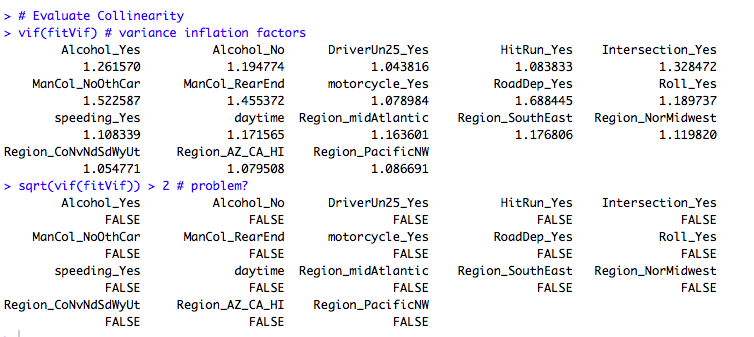 > # Evaluate Collinearity
> vif(fitVif) # variance inflation factors
Alcohol_Yes Alcohol_No DriverUn25_Yes HitRun_Yes Intersection_Yes
1.261570 1.194774 1.043816 1.083833 1.328472
ManCol_NoOthCar ManCol_RearEnd motorcycle_Yes RoadDep_Yes Roll_Yes
1.522587 1.455372 1.078984 1.688445 1.189737
speeding_Yes daytime Region_midAtlantic Region_SouthEast Region_NorMidwest
1.108339 1.171565 1.163601 1.176806 1.119820
Region_CoNvNdSdWyUt Region_AZ_CA_HI Region_PacificNW
1.054771 1.079508 1.086691
> sqrt(vif(fitVif)) > 2 # problem?
Alcohol_Yes Alcohol_No DriverUn25_Yes HitRun_Yes Intersection_Yes
FALSE FALSE FALSE FALSE FALSE
ManCol_NoOthCar ManCol_RearEnd motorcycle_Yes RoadDep_Yes Roll_Yes
FALSE FALSE FALSE FALSE FALSE
speeding_Yes daytime Region_midAtlantic Region_SouthEast Region_NorMidwest
FALSE FALSE FALSE FALSE FALSE
Region_CoNvNdSdWyUt Region_AZ_CA_HI Region_PacificNW
FALSE FALSE FALSE